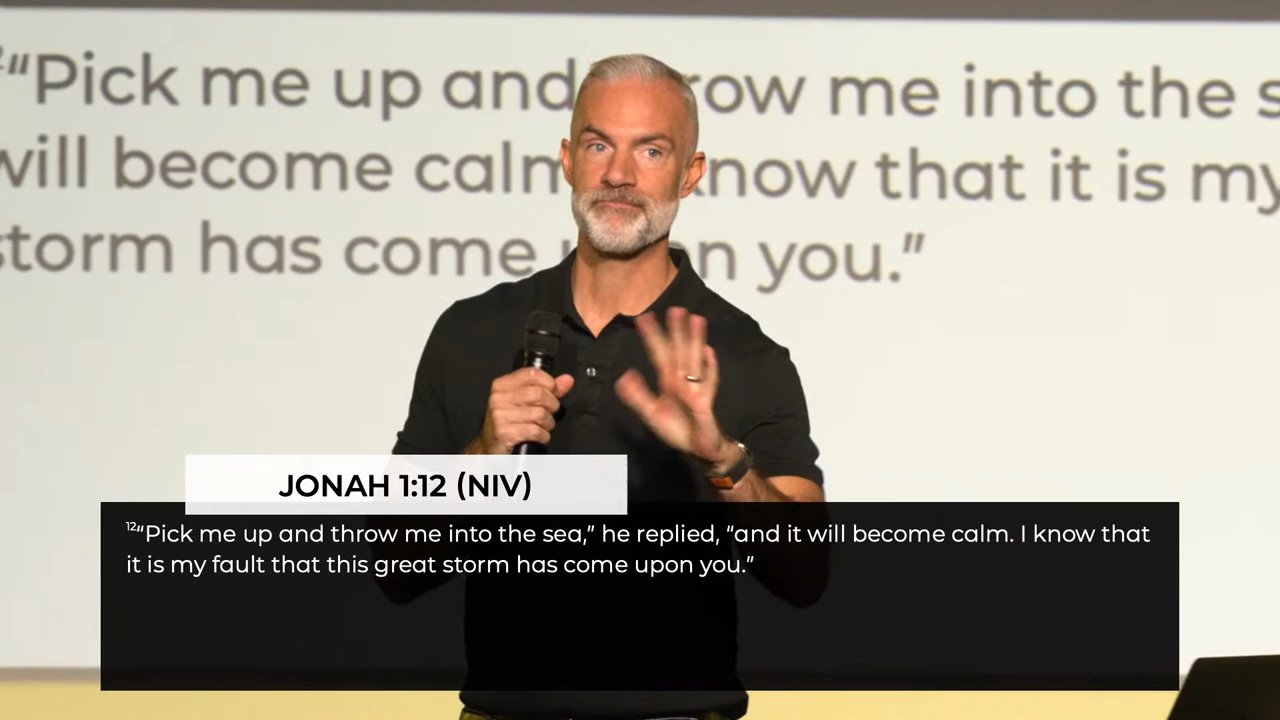 “Pick me up and row me into the s
will become calm know that it is my
storm has come you.”
JONAH 1:12 (NIV)
¹²“Pick me up and throw me into the sea,” he replied, “and it will become calm. I know that
it is my fault that this great storm has come upon you.”